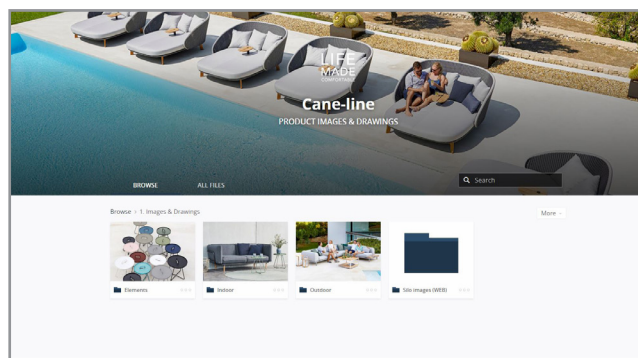 LIFE
MADE
COMFORTABLE
Cane-line
PRODUCT IMAGES & DRAWINGS
BROWSE
ALL FILES
Search
Browse > 1. Images & Drawings
More
Elements
Indoor
Outdoor
Site images (WEB)